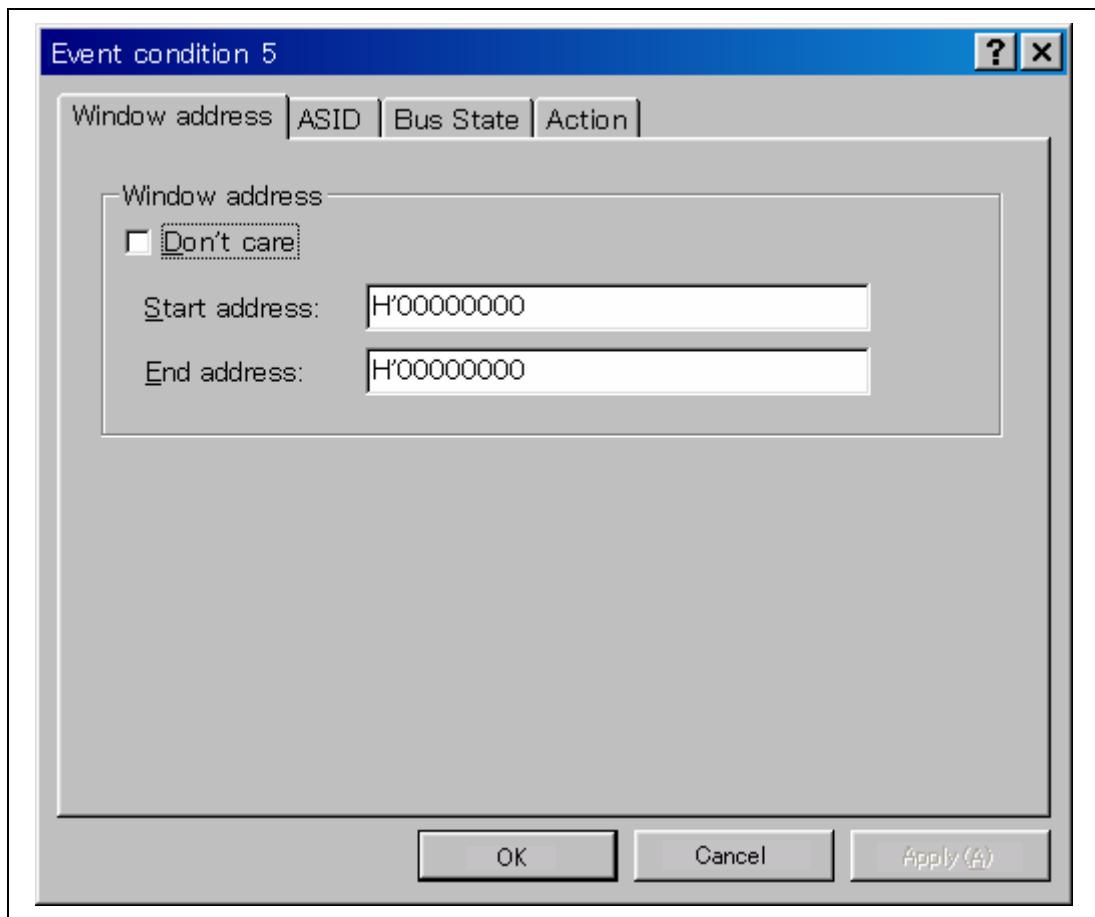 Event condition 5
Window address ASID Bus State Action
Window address
Don't care
Start address: H'00000000
End address: H'00000000
OK Cancel Apply (A)